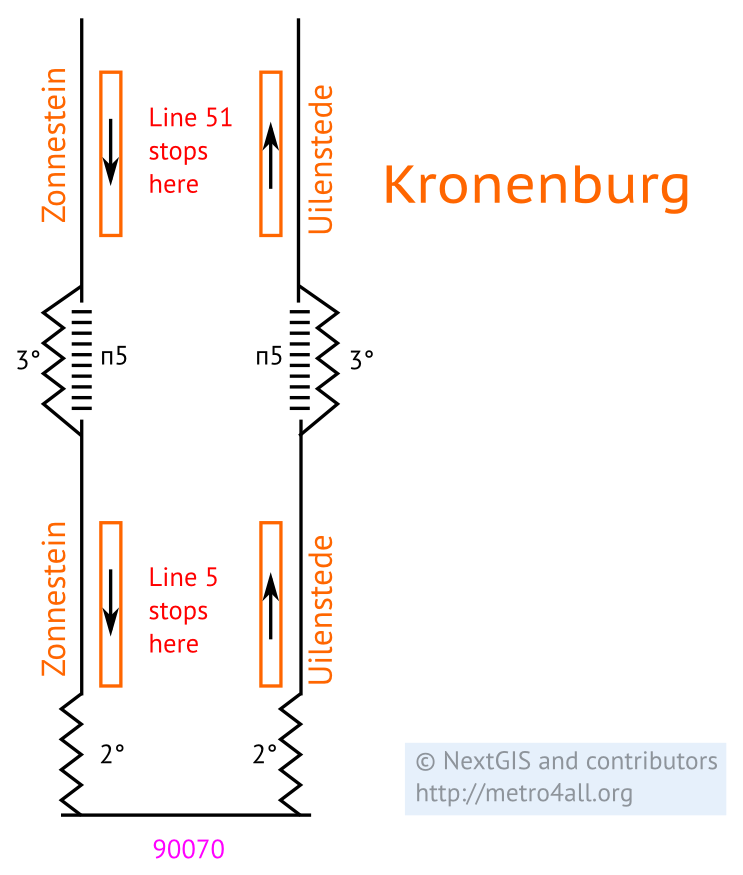 Zonnestein
Line 51
stops
here
Uilenstede
Kronenburg
3°
п5
п5
3°
Zonnestein
Line 5
stops
here
Uilenstede
2°
2°
© NextGIS and contributors
http://metro4all.org
90070